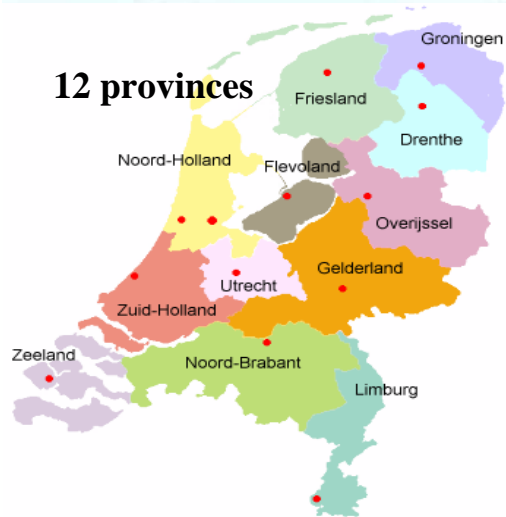 Groningen
12 provinces
Friesland
Drenthe
Noord-Holland
Flevoland
Overijssel
Gelderland
Utrecht
Zuid-Holland
Zeeland
Noord-Brabant
Limburg